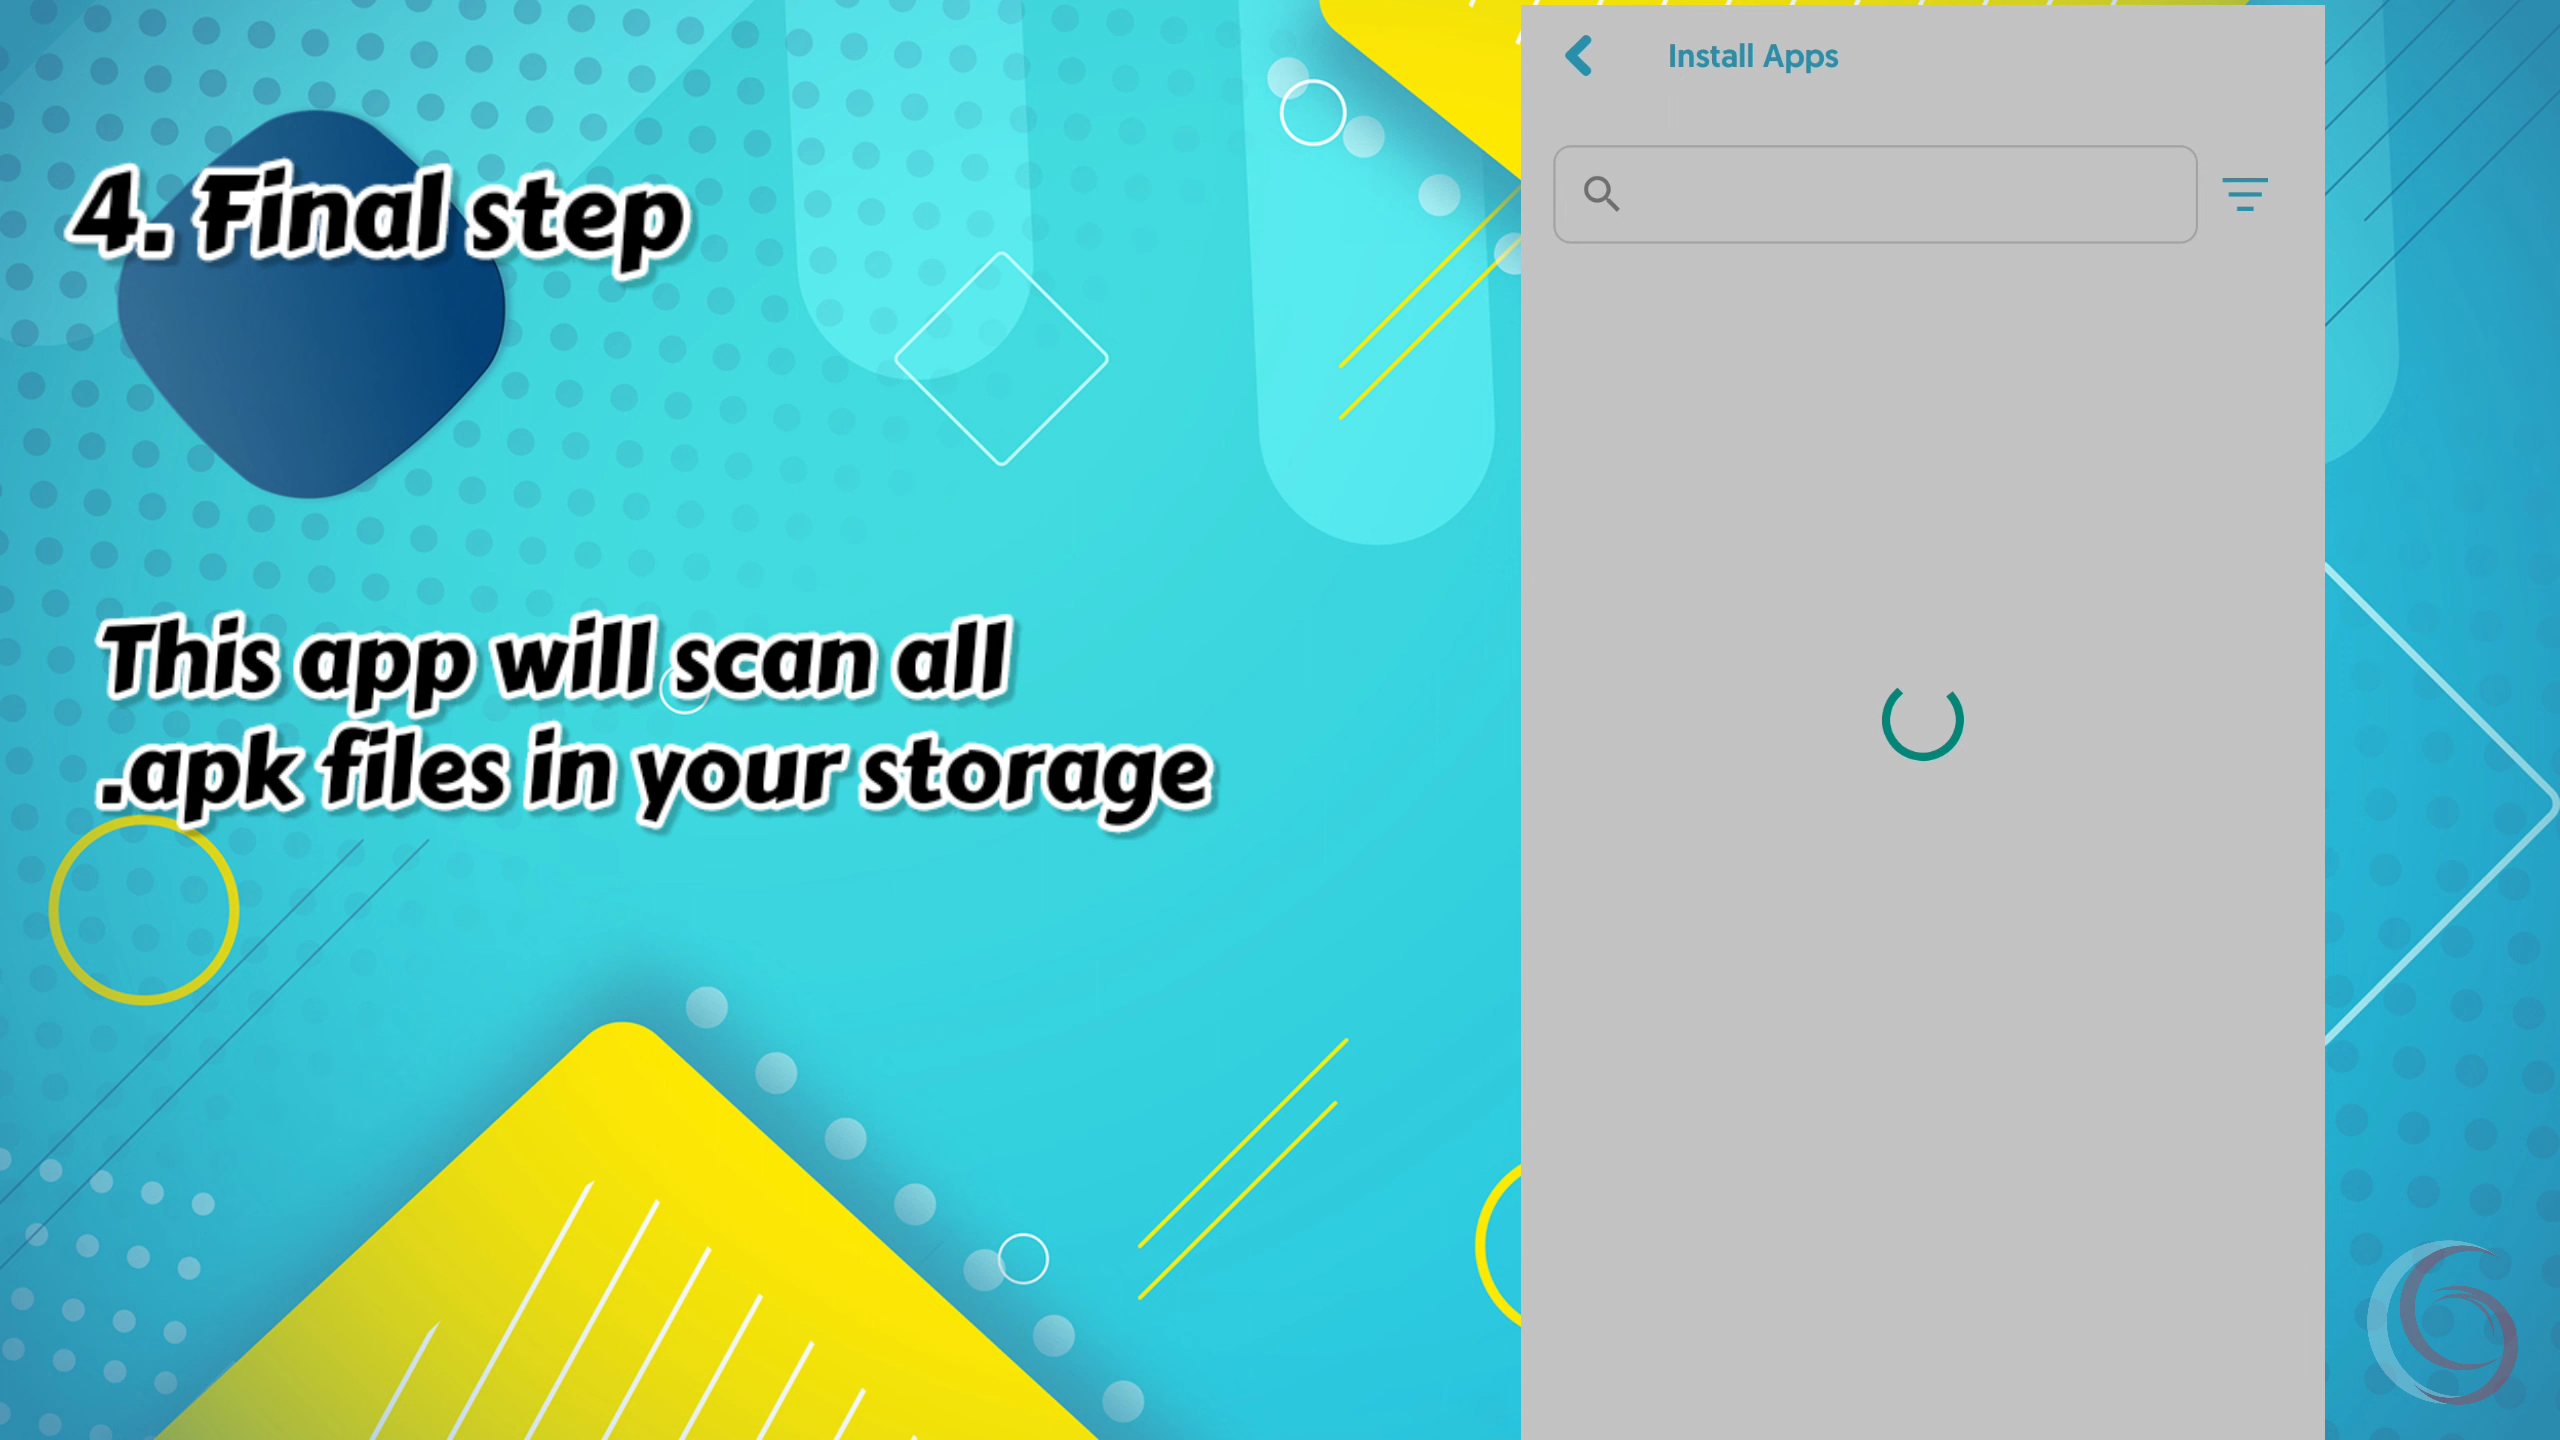 4. Final step
This app will scan all
.apk files in your storage
Install Apps